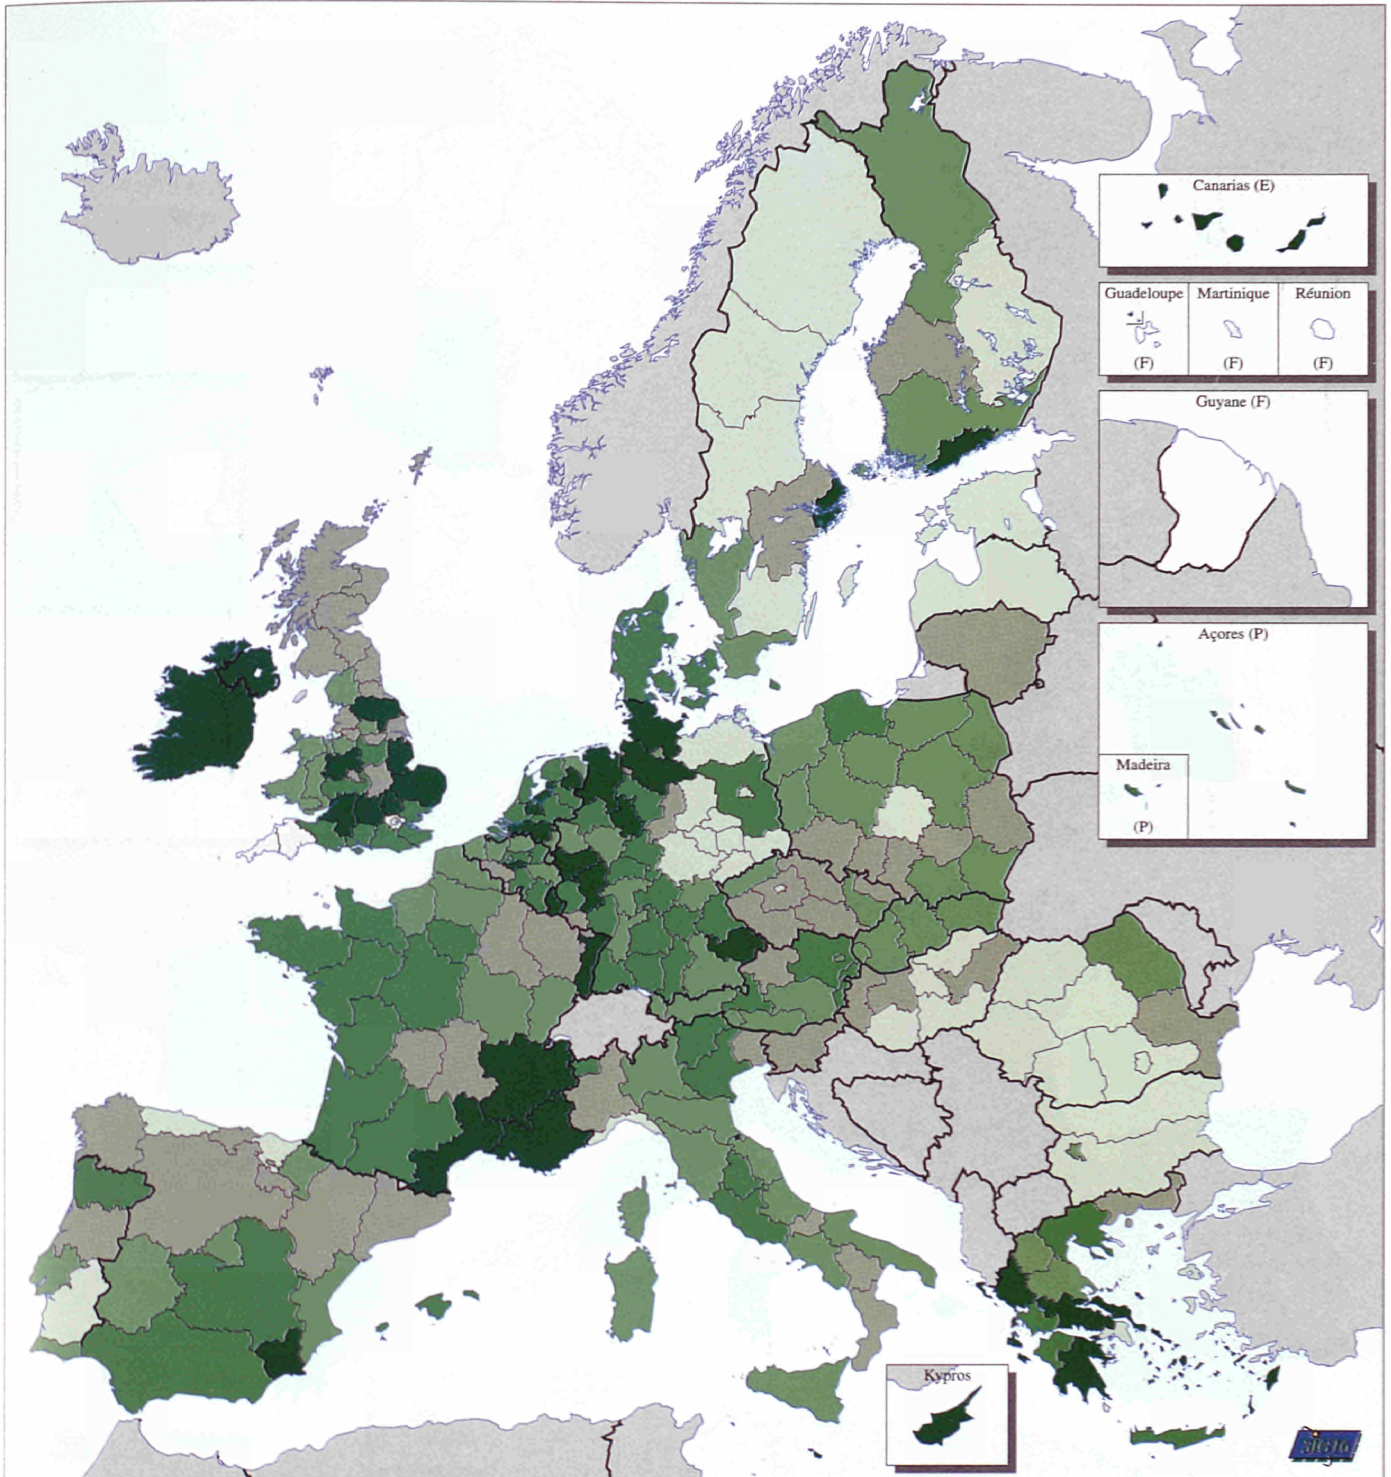 Canarias (E)
Guadeloupe
Martinique
Réunion
(F)
(F)
(F)
Guyane (F)
Açores (P)
Madeira
(P)
Kypros